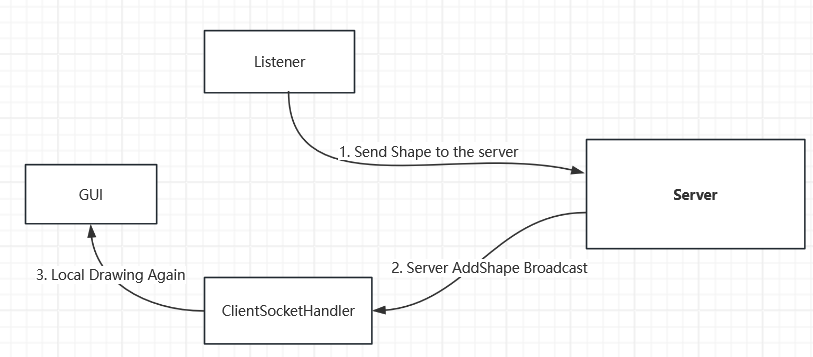 Listener
1. Send Shape to the server
GUI
Server
2. Server AddShape Broadcast
3. Local Drawing Again
ClientSocketHandler